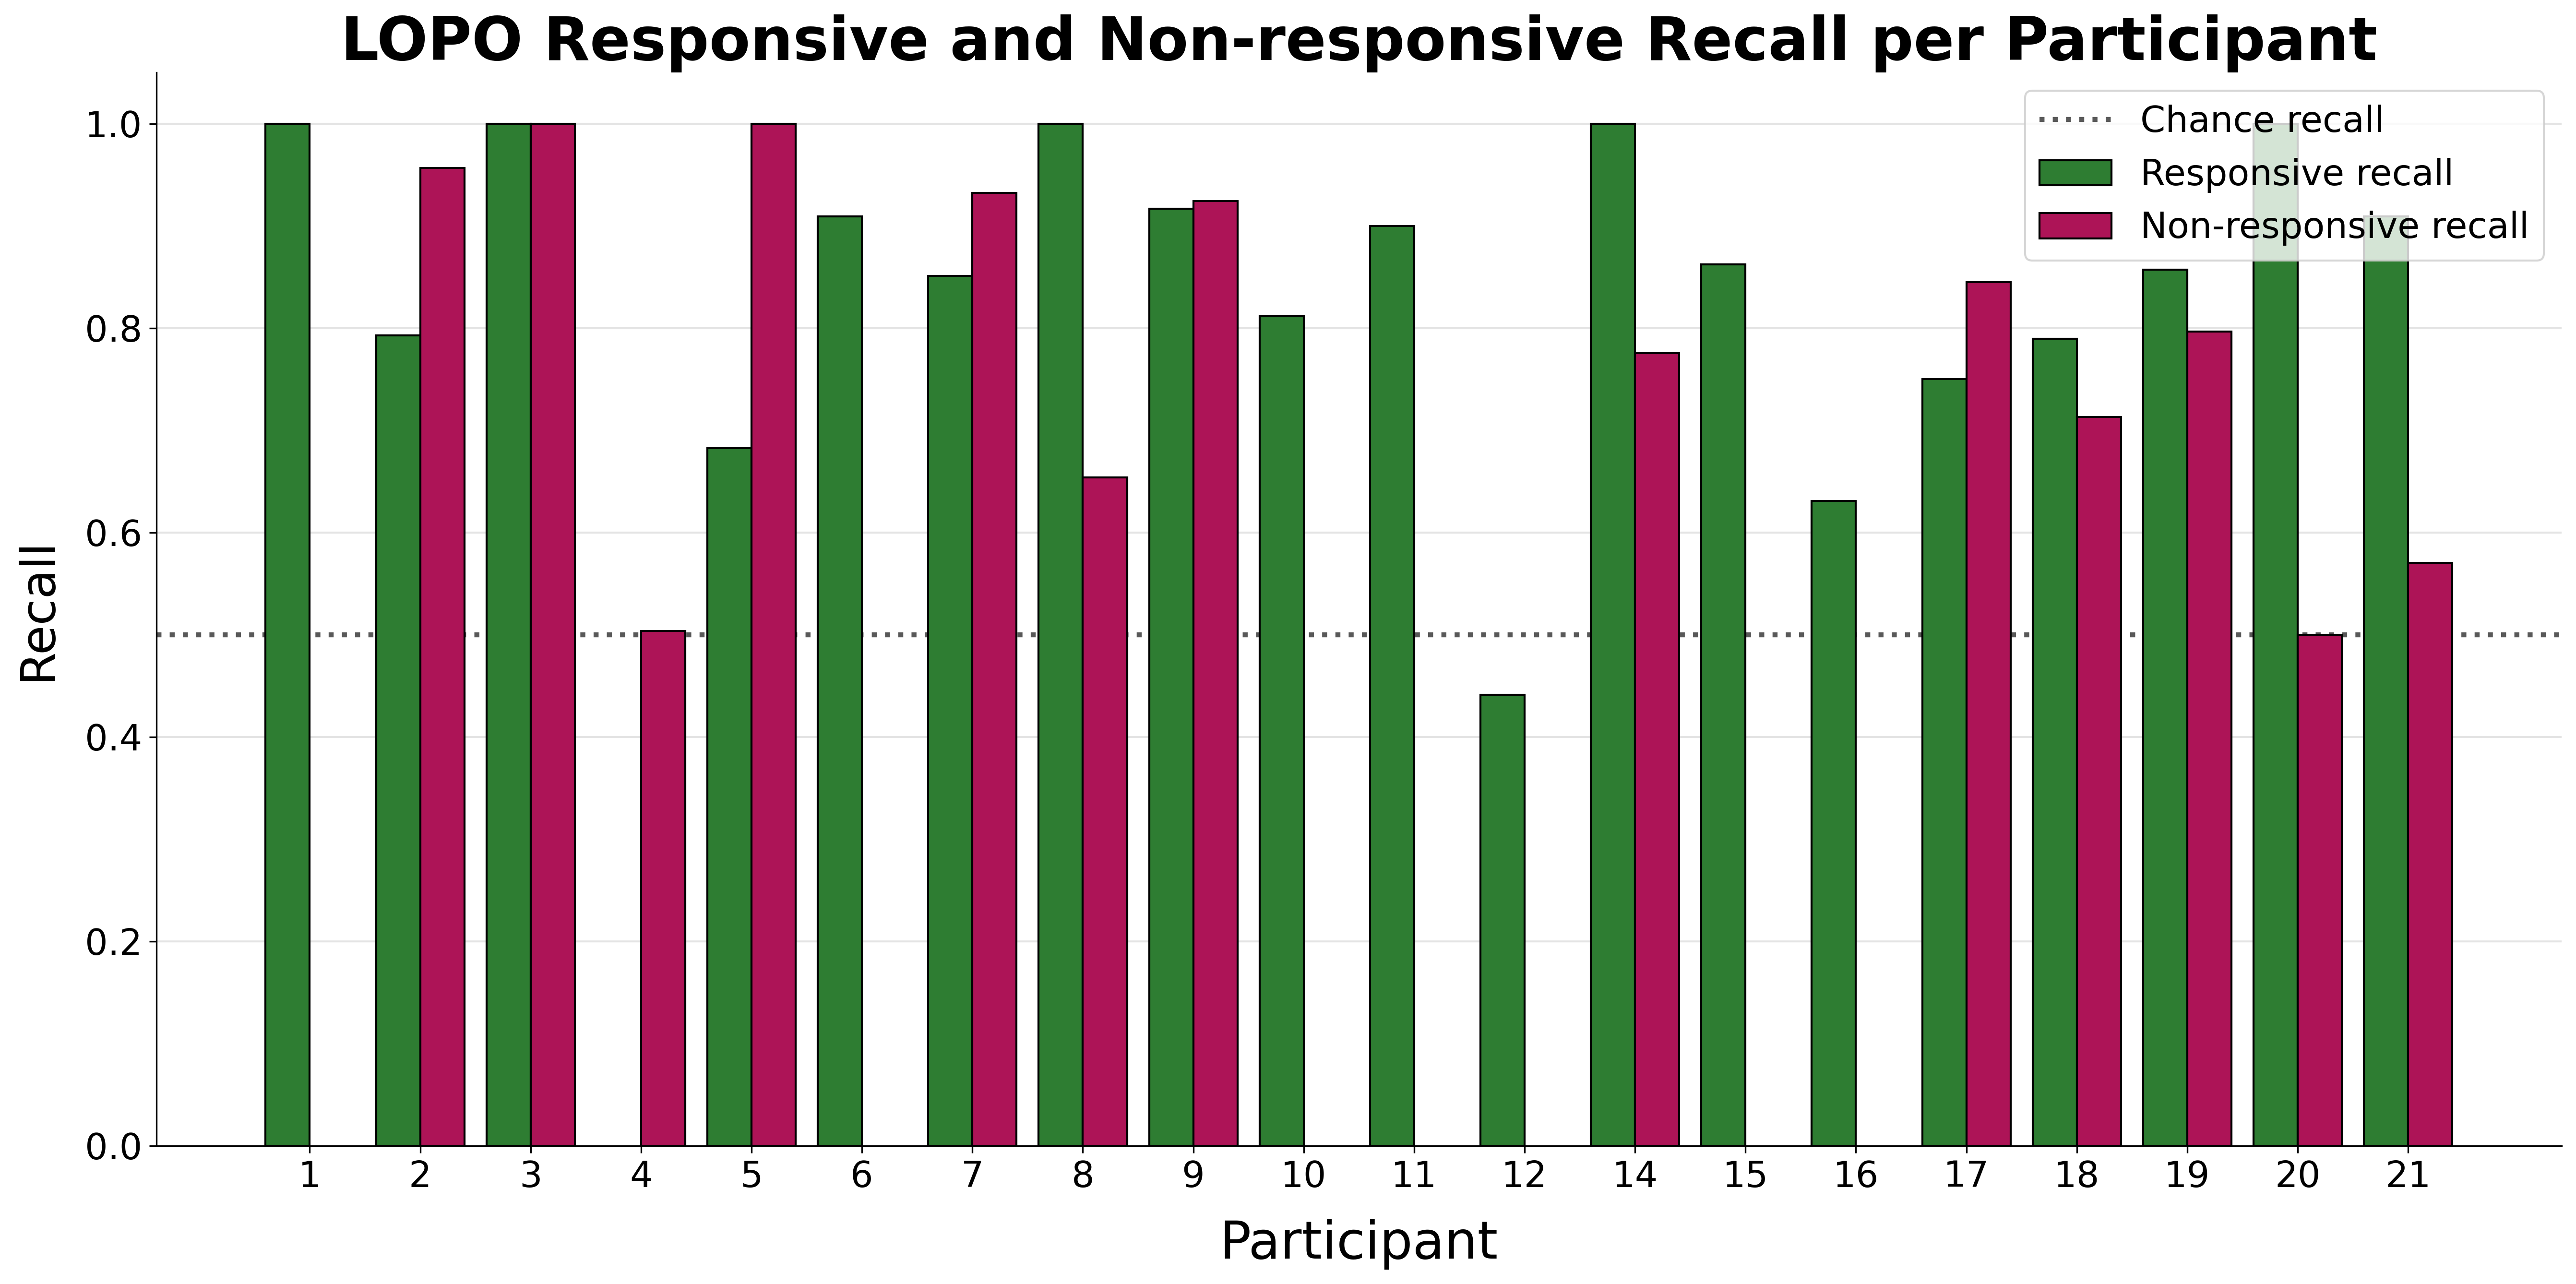 LOPO Responsive and Non-responsive Recall per Participant
Chance recall
Responsive recall
Non-responsive recall
1.0
0.8
0.6
0.4
0.2
0.0
Recall
1 2 3 4 5 6 7 8 9 10 11 12 14 15 16 17 18 19 20 21
Participant